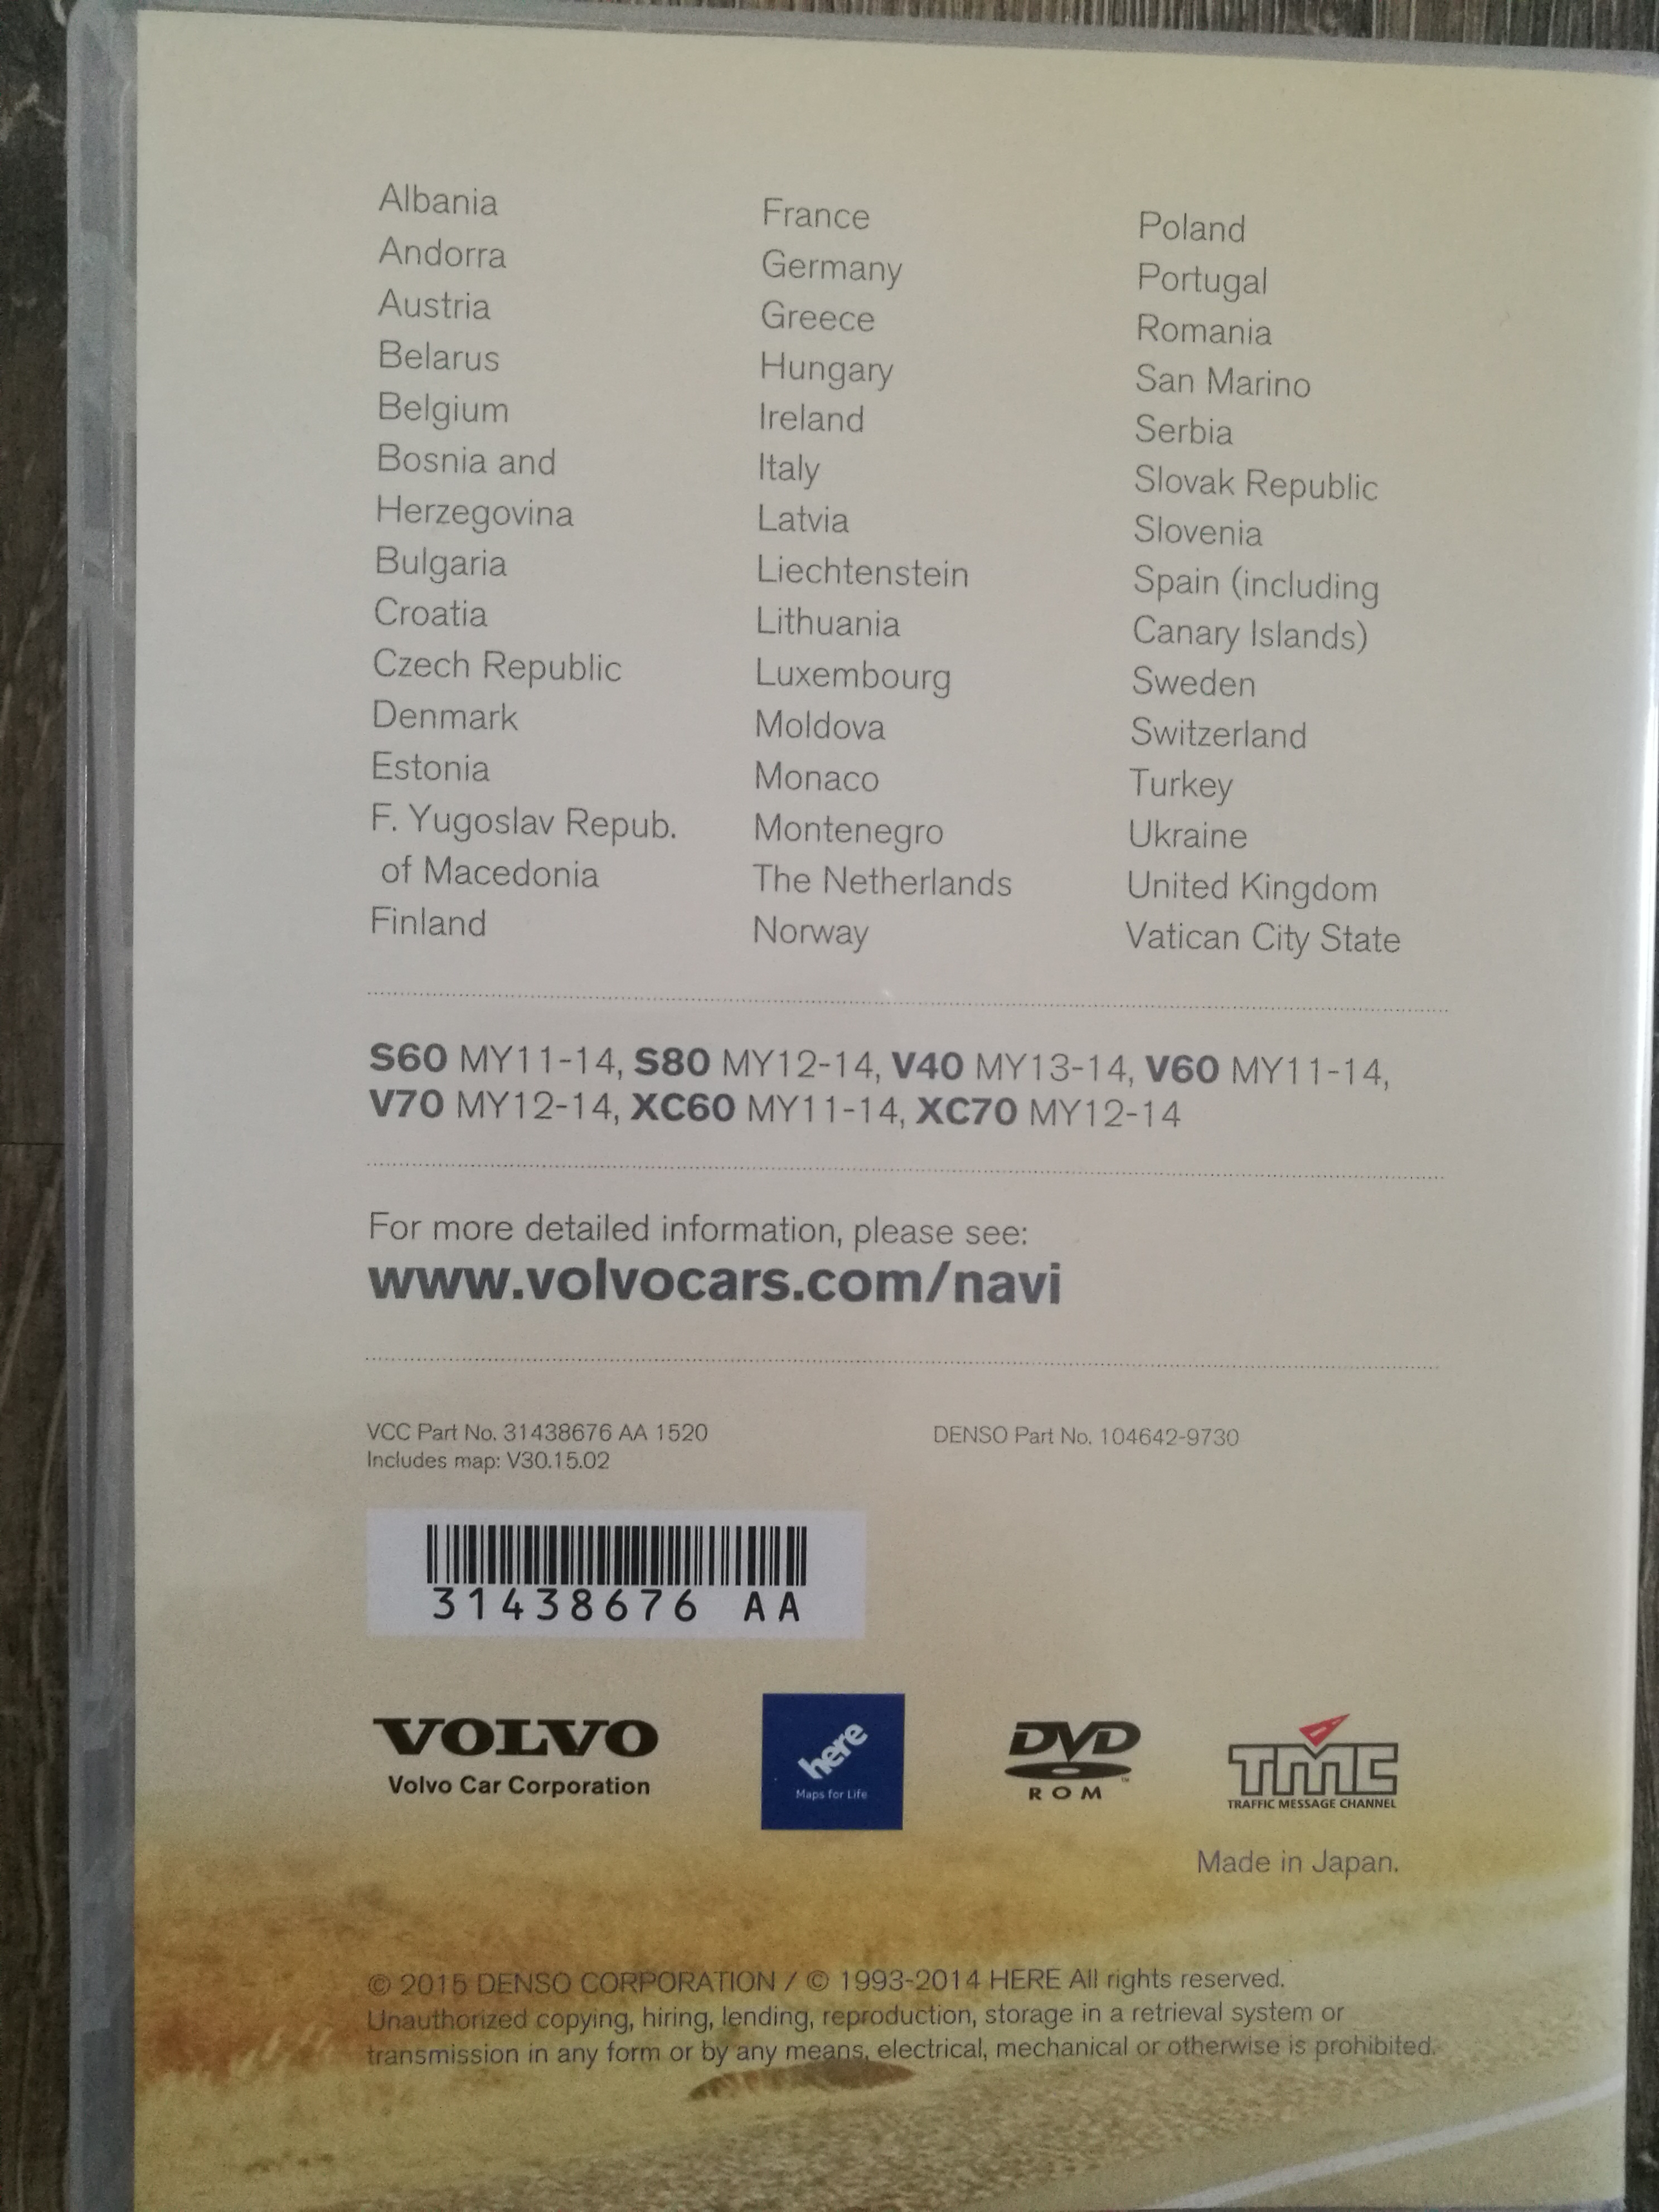 Albania
Andorra
Austria
Belarus
Belgium
Bosnia and
Herzegovina
Bulgaria
Croatia
Czech Republic
Denmark
Estonia
F. Yugoslav Repub.
of Macedonia
Finland
France
Germany
Greece
Hungary
Ireland
Italy
Latvia
Liechtenstein
Lithuania
Luxembourg
Moldova
Monaco
Montenegro
The Netherlands
Norway
Poland
Portugal
Romania
San Marino
Serbia
Slovak Republic
Slovenia
Spain (including
Canary Islands)
Sweden
Switzerland
Turkey
Ukraine
United Kingdom
Vatican City State
S60 MY11-14, S80 MY12-14, V40 MY13-14, V60 MY11-14,
V70 MY12-14, XC60 MY11-14, XC70 MY12-14
For more detailed information, please see:
www.volvocars.com/navi
VCC Part No. 31438676 AA 1520
Includes map: V30.15.02
DENSO Part No. 104642-9730
31438676 AA
VOLVO
Volvo Car Corporation
here
Maps for Life
DVD
™
ROM
TMC
TRAFFIC MESSAGE CHANNEL
Made in Japan.
© 2015 DENSO CORPORATION / © 1993-2014 HERE All rights reserved.
Unauthorized copying, hiring, lending, reproduction, storage in a retrieval system or
transmission in any form or by any means, electrical, mechanical or otherwise is prohibited.